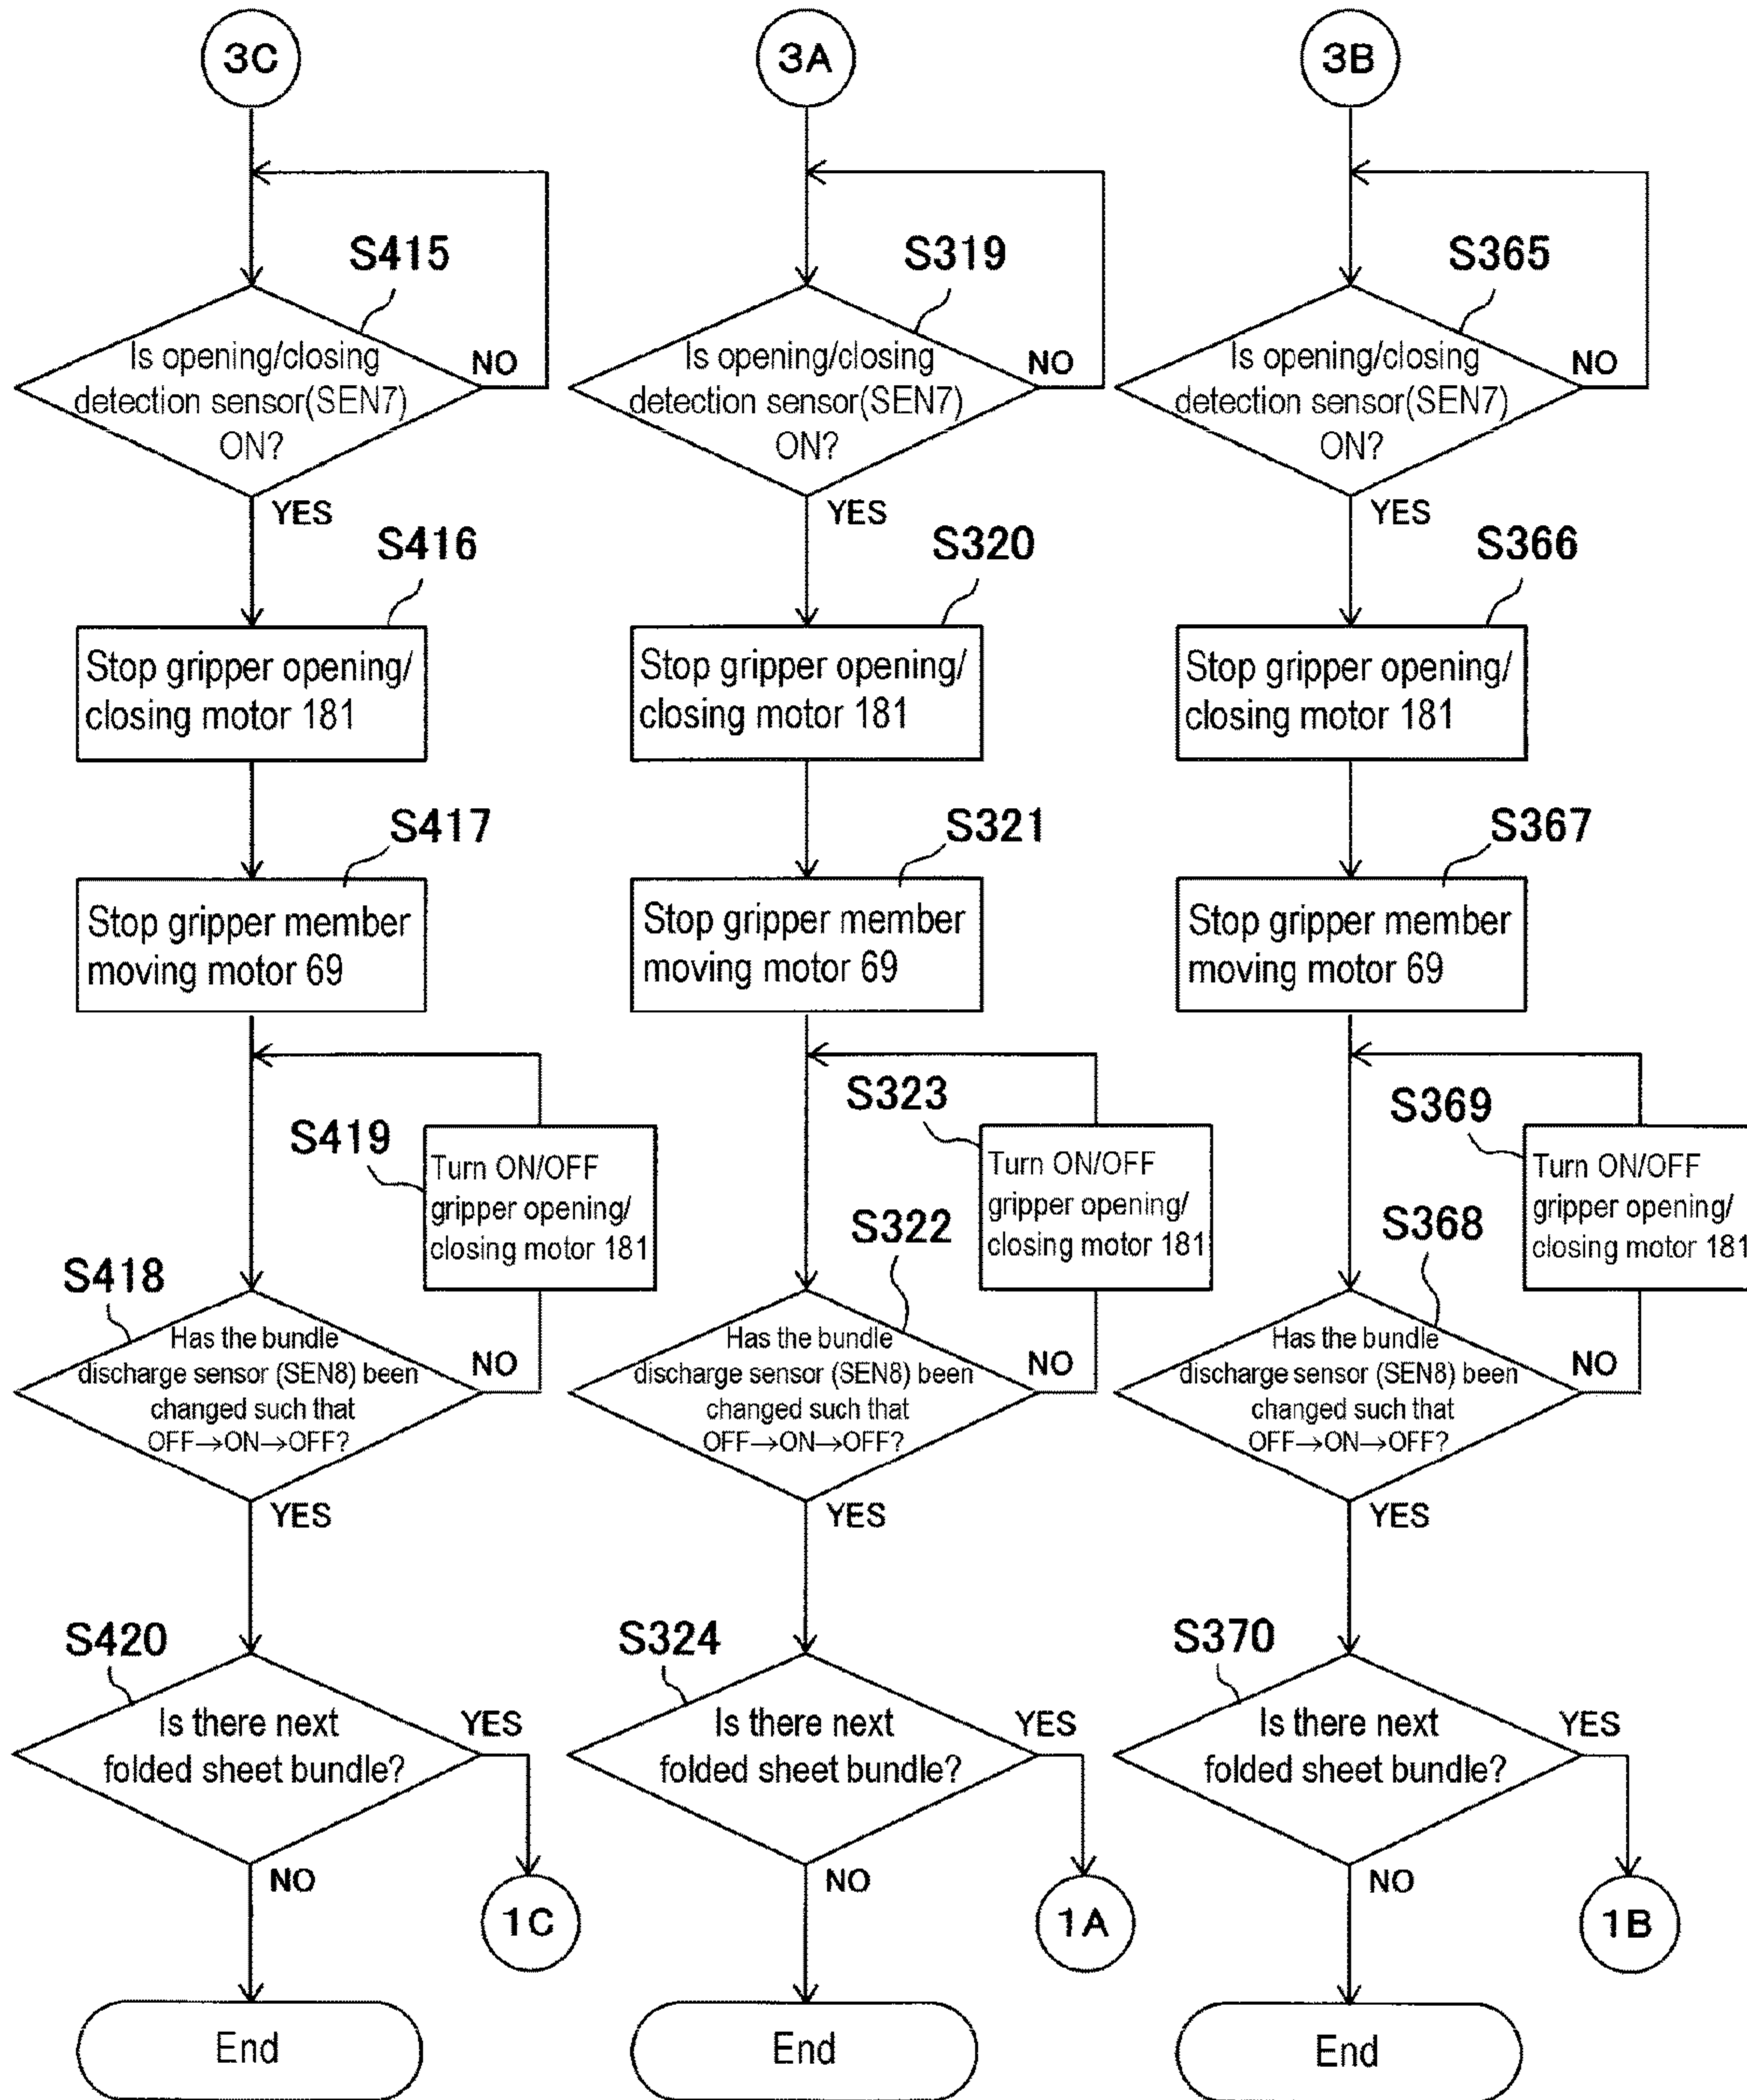 3C
S415
Is opening/closing
detection sensor(SEN7)
ON?
NO
YES
S416
Stop gripper opening/
closing motor 181
S417
Stop gripper member
moving motor 69
S419
Turn ON/OFF
gripper opening/
closing motor 181
S418
Has the bundle
discharge sensor (SEN8) been
changed such that
OFF→ON→OFF?
NO
YES
S420
Is there next
folded sheet bundle?
YES
NO
1C
End
3A
S319
Is opening/closing
detection sensor(SEN7)
ON?
NO
YES
S320
Stop gripper opening/
closing motor 181
S321
Stop gripper member
moving motor 69
S323
Turn ON/OFF
gripper opening/
closing motor 181
S322
Has the bundle
discharge sensor (SEN8) been
changed such that
OFF→ON→OFF?
NO
YES
S324
Is there next
folded sheet bundle?
YES
NO
1A
End
3B
S365
Is opening/closing
detection sensor(SEN7)
ON?
NO
YES
S366
Stop gripper opening/
closing motor 181
S367
Stop gripper member
moving motor 69
S369
Turn ON/OFF
gripper opening/
closing motor 181
S368
Has the bundle
discharge sensor (SEN8) been
changed such that
OFF→ON→OFF?
NO
YES
S370
Is there next
folded sheet bundle?
YES
NO
1B
End